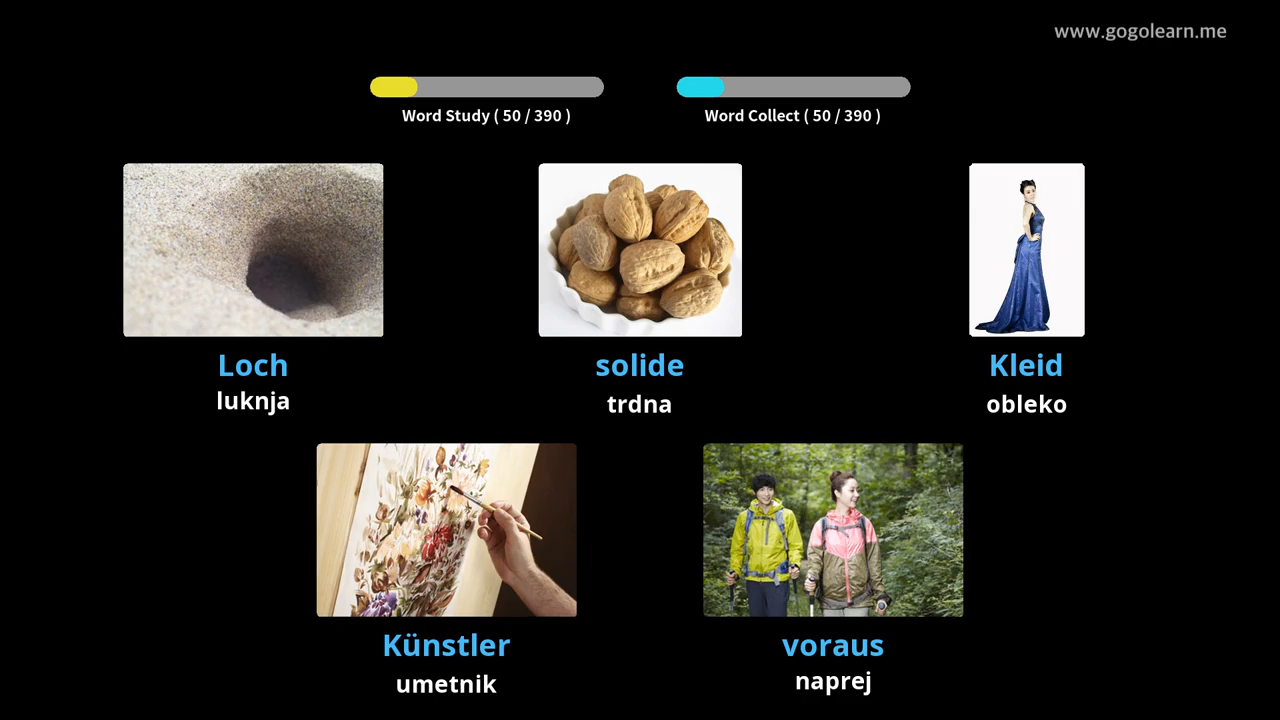 www.gogolearn.me
Word Study ( 50 / 390 )
Word Collect ( 50 / 390 )
Loch
luknja
solide
trdna
Kleid
obleko
Künstler
umetnik
voraus
naprej